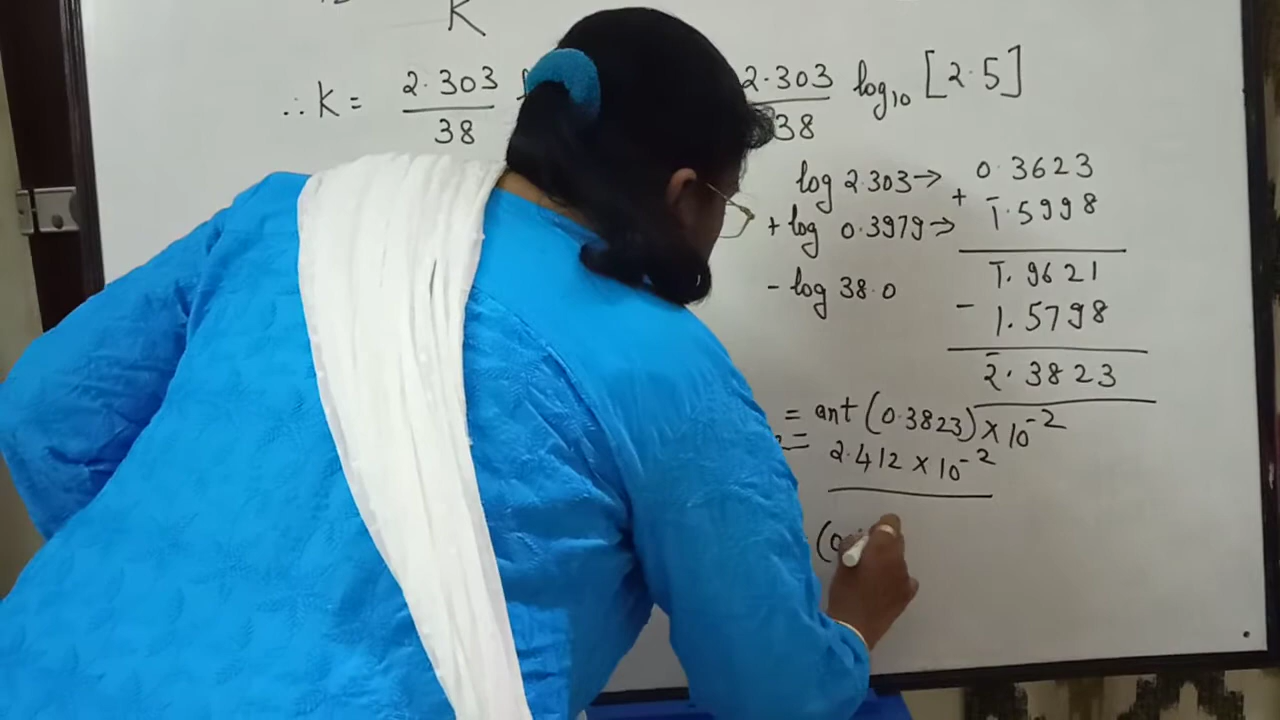 K
∴ K = 2.303/38 2.303/38 log₁₀ [2.5]
log 2.303 → 0.3623
+ log 0.3979 → + 1̅.5998
1̅.9621
- log 38.0 - 1.5798
2̅.3823
= ant (0.3823) × 10⁻²
= 2.412 × 10⁻²
(0.